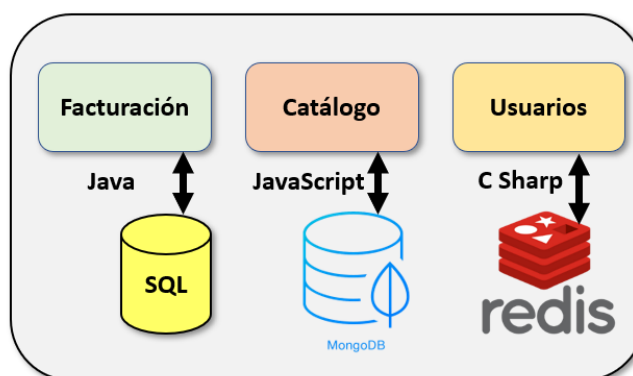 Facturación
Catálogo
Usuarios
Java
JavaScript
C Sharp
SQL
MongoDB
redis